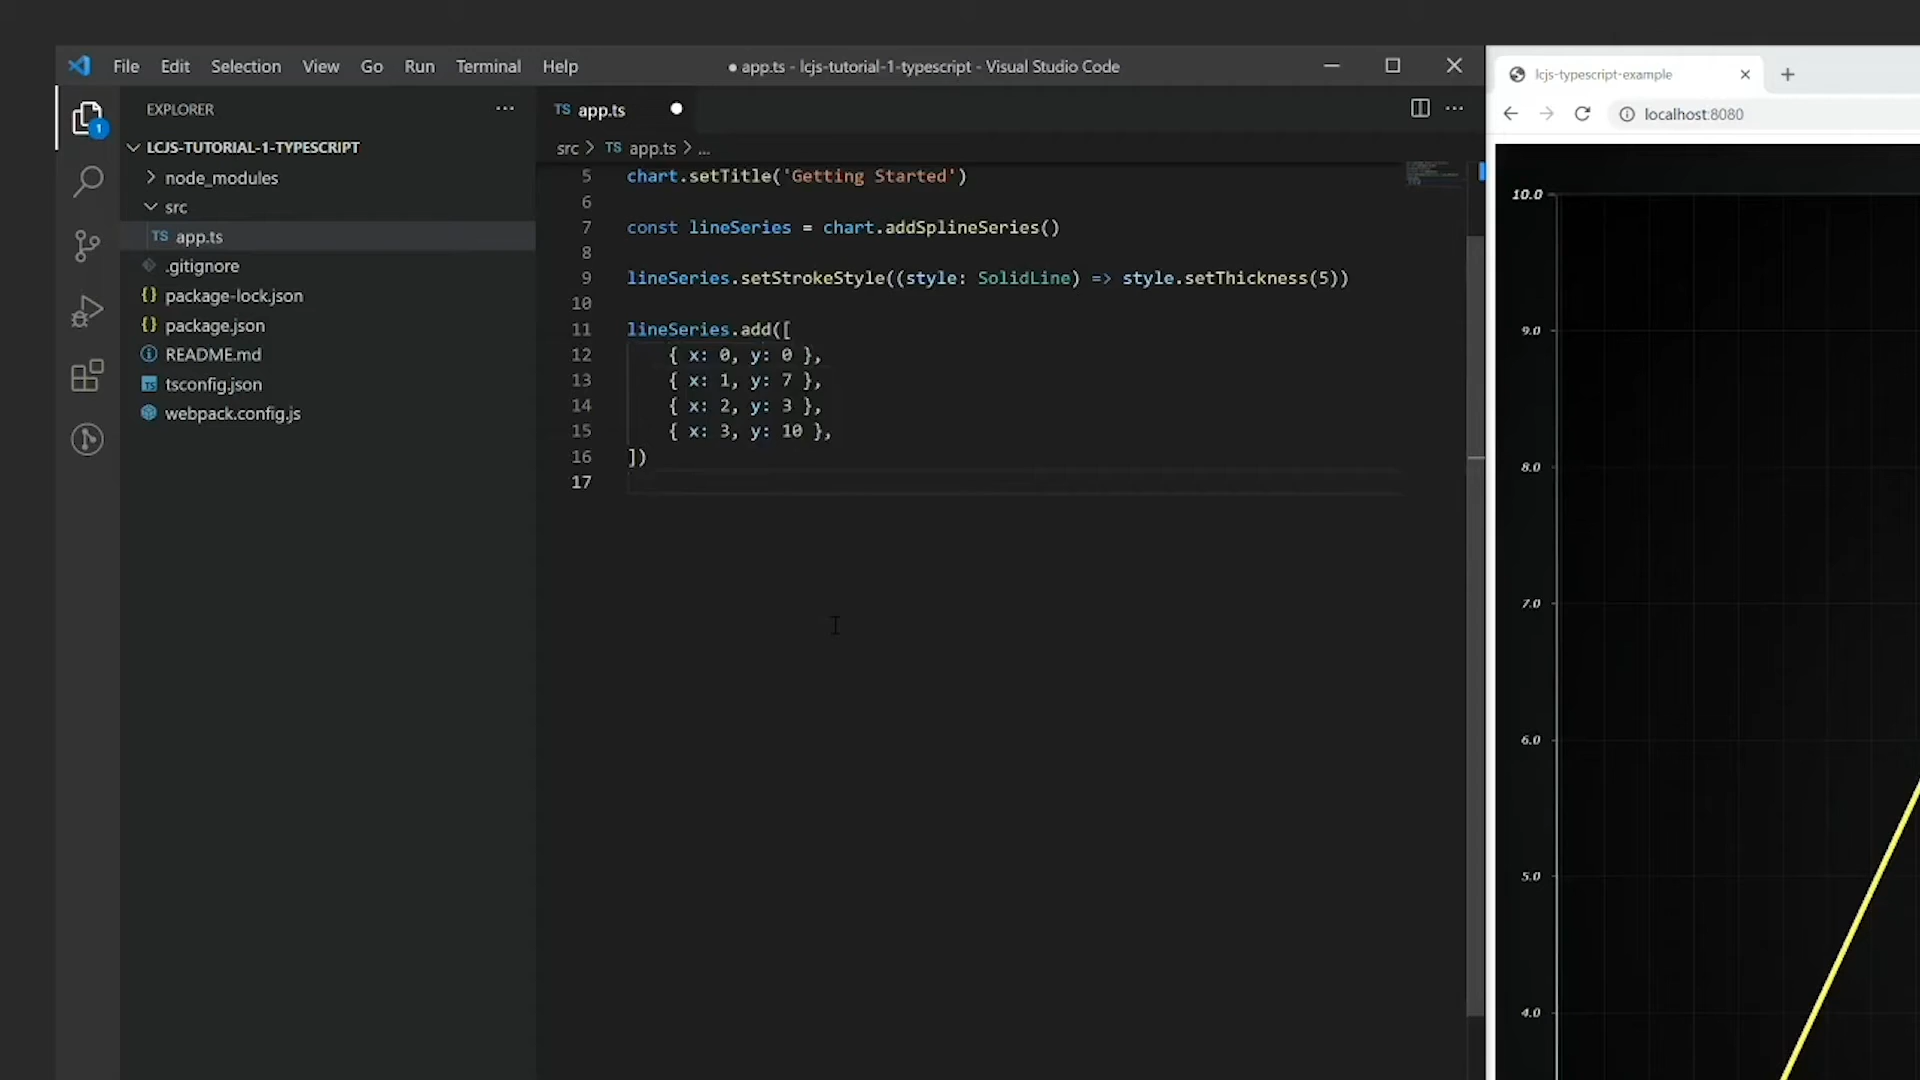 File Edit Selection View Go Run Terminal Help
● app.ts - lcjs-tutorial-1-typescript - Visual Studio Code
EXPLORER
LCJS-TUTORIAL-1-TYPESCRIPT
node_modules
src
TS app.ts
.gitignore
{} package-lock.json
{} package.json
README.md
TS tsconfig.json
webpack.config.js
1
TS app.ts
src > TS app.ts > ...
5 chart.setTitle('Getting Started')
6
7 const lineSeries = chart.addSplineSeries()
8
9 lineSeries.setStrokeStyle((style: SolidLine) => style.setThickness(5))
10
11 lineSeries.add([
12 { x: 0, y: 0 },
13 { x: 1, y: 7 },
14 { x: 2, y: 3 },
15 { x: 3, y: 10 },
16 ])
17
lcjs-typescript-example
localhost:8080
10.0
9.0
8.0
7.0
6.0
5.0
4.0